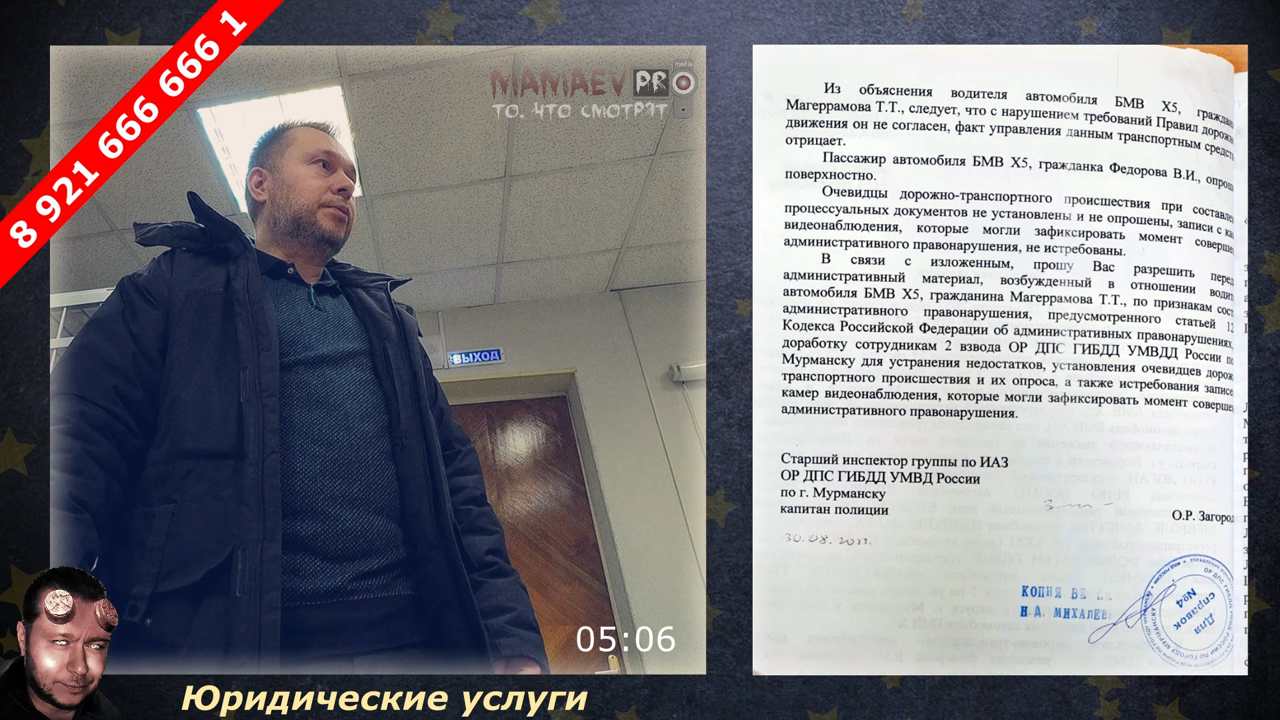 8 921 666 666 1
MAMAEV PRO
media
ТО, ЧТО СМОТРЯТ
ВЫХОД
05:06
Юридические услуги
Из объяснения водителя автомобиля БМВ Х5,
Магеррамова Т.Т., следует, что с нарушением требований Правил
движения он не согласен, факт управления данным транспортным
отрицает.
Пассажир автомобиля БМВ Х5, гражданка Федорова В.И.,
поверхностно.
Очевидцы дорожно-транспортного происшествия при
процессуальных документов не установлены и не опрошены, записи с
видеонаблюдения, которые могли зафиксировать момент
административного правонарушения, не истребованы.
В связи с изложенным, прошу Вас разрешить
административный материал, возбужденный в отношении
автомобиля БМВ Х5, гражданина Магеррамова Т.Т., по признакам
административного правонарушения, предусмотренного статьей
Кодекса Российской Федерации об административных правонарушениях,
доработку сотрудникам 2 взвода ОР ДПС ГИБДД УМВДД России
Мурманску для устранения недостатков, установления очевидцев
транспортного происшествия и их опроса, а также истребования
камер видеонаблюдения, которые могли зафиксировать момент
административного правонарушения.
Старший инспектор группы по ИАЗ
ОР ДПС ГИБДД УМВД России
по г. Мурманску
капитан полиции
О.Р.
30.08.
КОПИЯ
Н.А.
Для
справок
№4